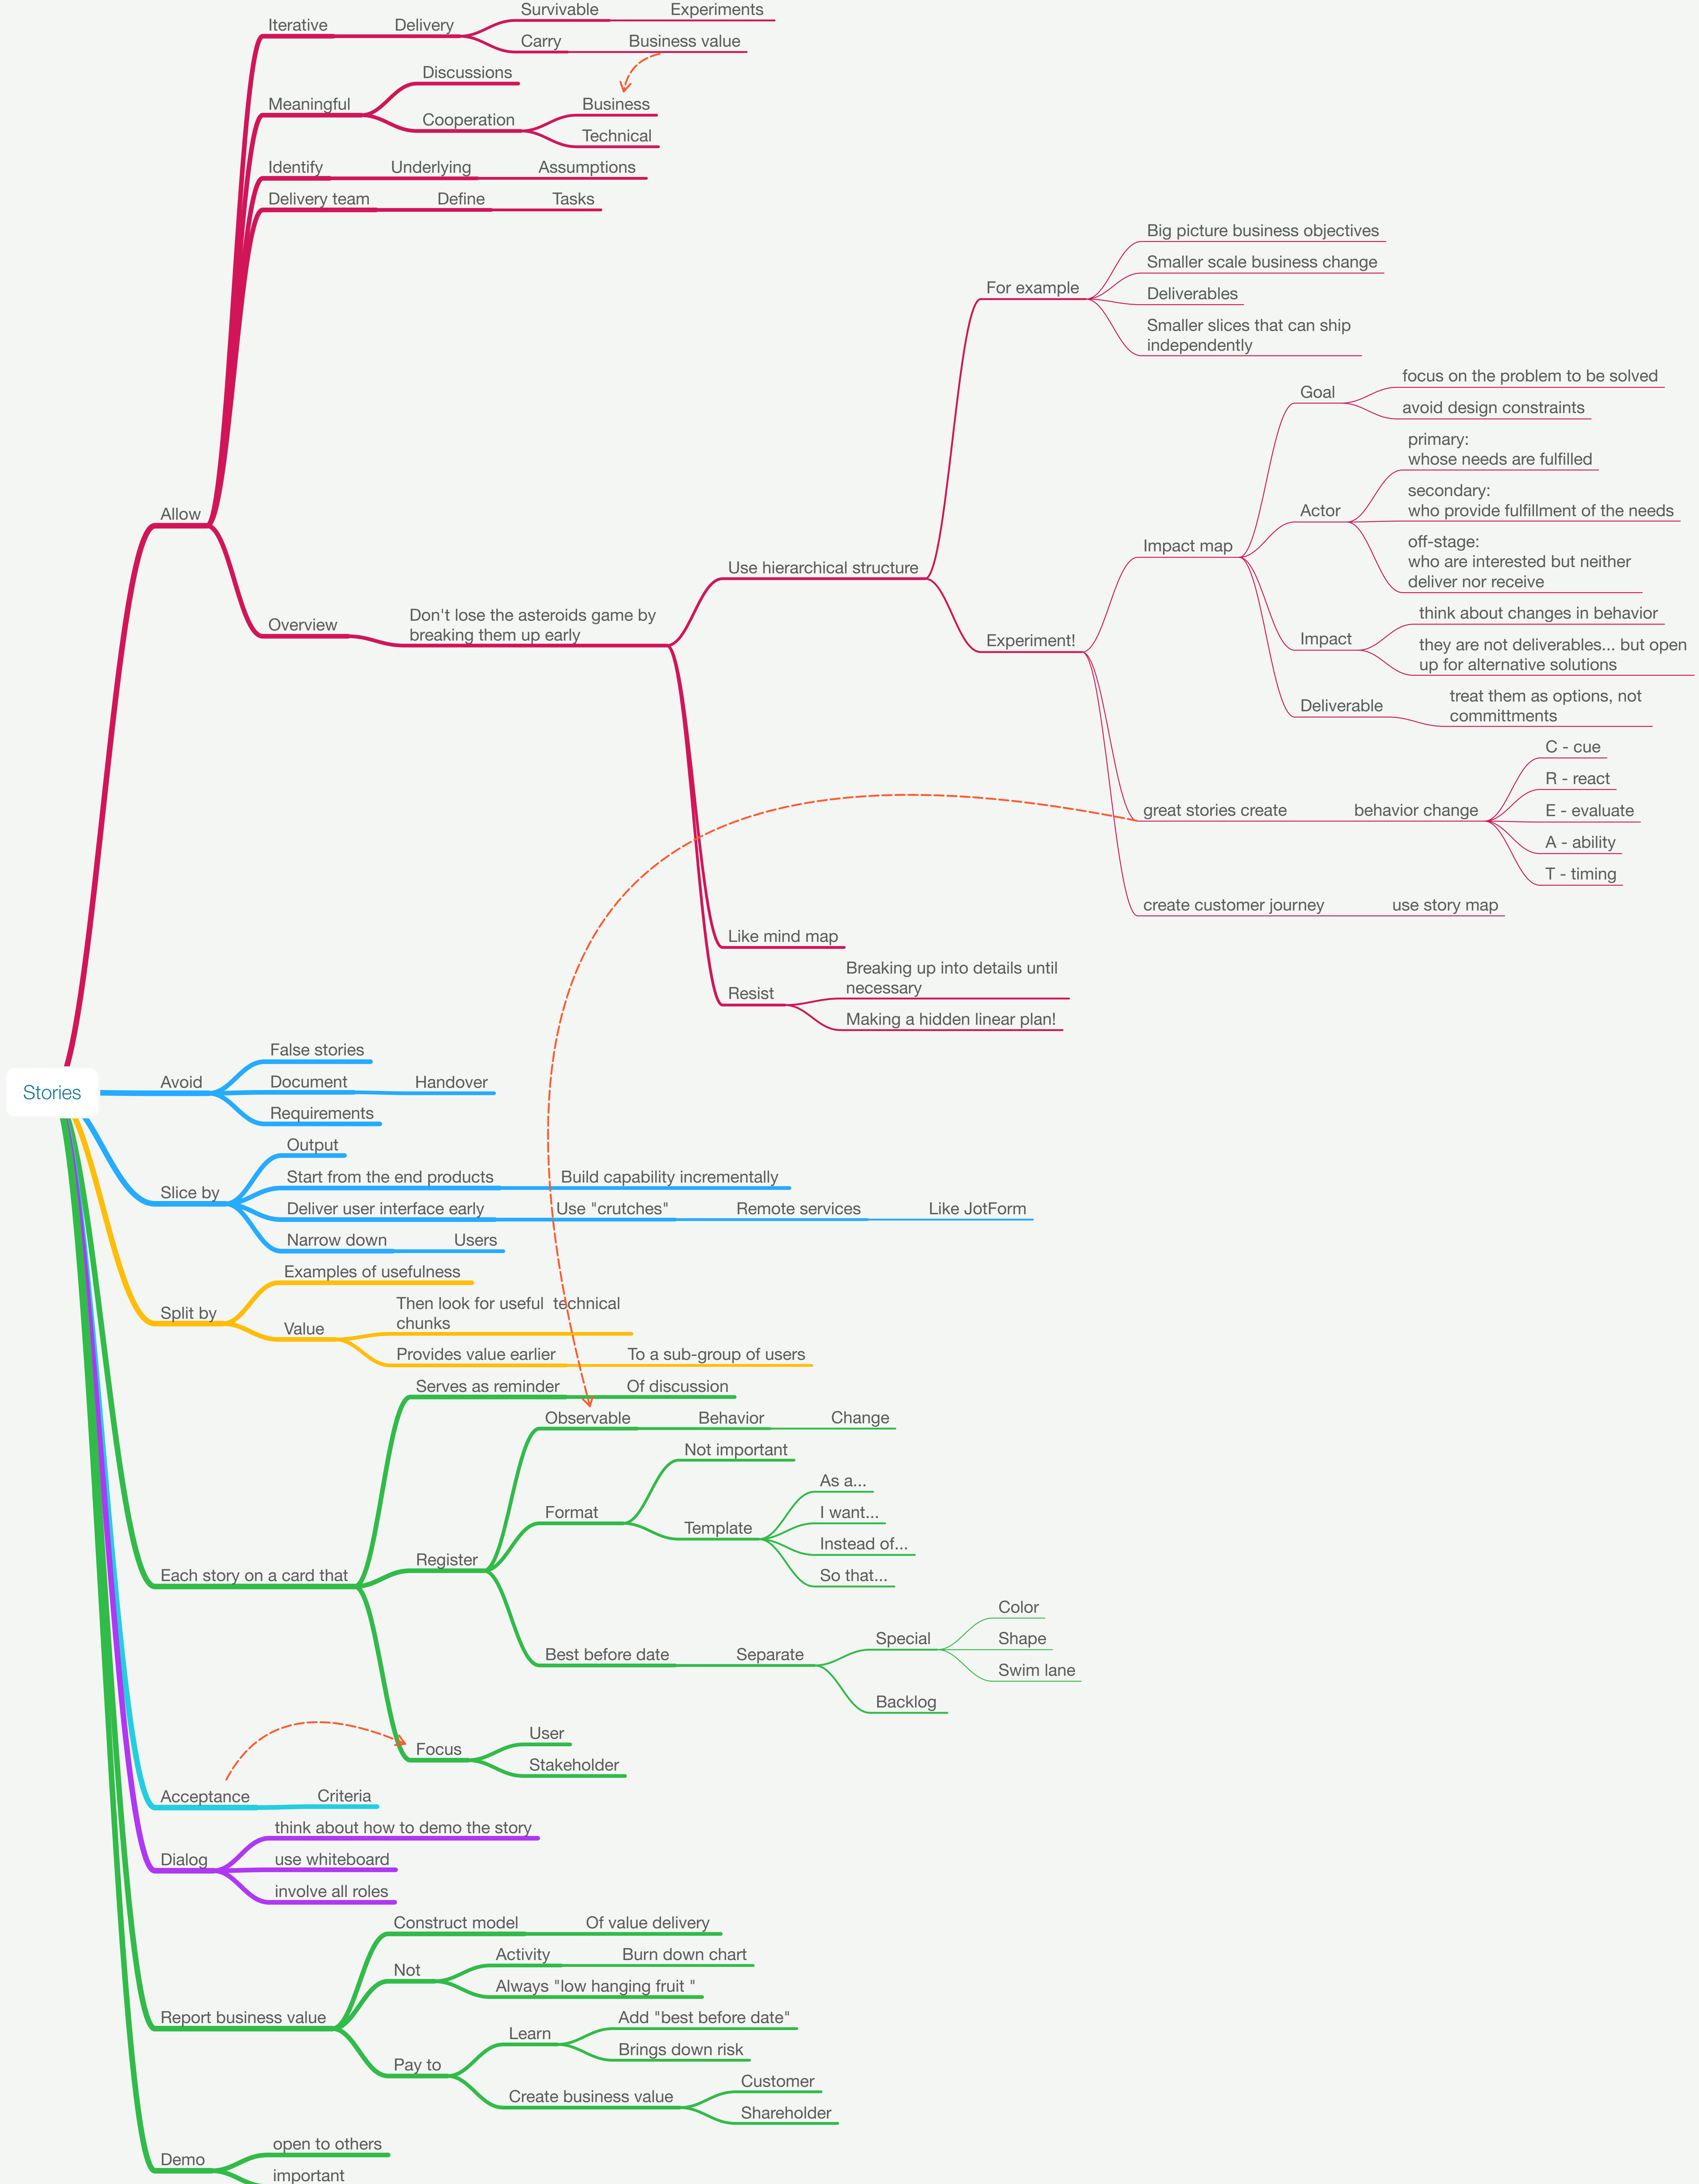 Stories
Allow
Iterative
Delivery
Survivable
Experiments
Carry
Business value
Meaningful
Discussions
Cooperation
Business
Technical
Identify
Underlying
Assumptions
Delivery team
Define
Tasks
Overview
Don't lose the asteroids game by
breaking them up early
Use hierarchical structure
For example
Big picture business objectives
Smaller scale business change
Deliverables
Smaller slices that can ship
independently
Experiment!
Impact map
Goal
focus on the problem to be solved
avoid design constraints
Actor
primary:
whose needs are fulfilled
secondary:
who provide fulfillment of the needs
off-stage:
who are interested but neither
deliver nor receive
Impact
think about changes in behavior
they are not deliverables... but open
up for alternative solutions
Deliverable
treat them as options, not
committments
great stories create
behavior change
C - cue
R - react
E - evaluate
A - ability
T - timing
create customer journey
use story map
Like mind map
Resist
Breaking up into details until
necessary
Making a hidden linear plan!
Avoid
False stories
Document
Handover
Requirements
Slice by
Output
Start from the end products
Build capability incrementally
Deliver user interface early
Use "crutches"
Remote services
Like JotForm
Narrow down
Users
Split by
Examples of usefulness
Value
Then look for useful  technical
chunks
Provides value earlier
To a sub-group of users
Each story on a card that
Serves as reminder
Of discussion
Register
Observable
Behavior
Change
Format
Not important
Template
As a...
I want...
Instead of...
So that...
Best before date
Separate
Special
Color
Shape
Swim lane
Backlog
Focus
User
Stakeholder
Acceptance
Criteria
Dialog
think about how to demo the story
use whiteboard
involve all roles
Report business value
Construct model
Of value delivery
Not
Activity
Burn down chart
Always "low hanging fruit "
Pay to
Learn
Add "best before date"
Brings down risk
Create business value
Customer
Shareholder
Demo
open to others
important